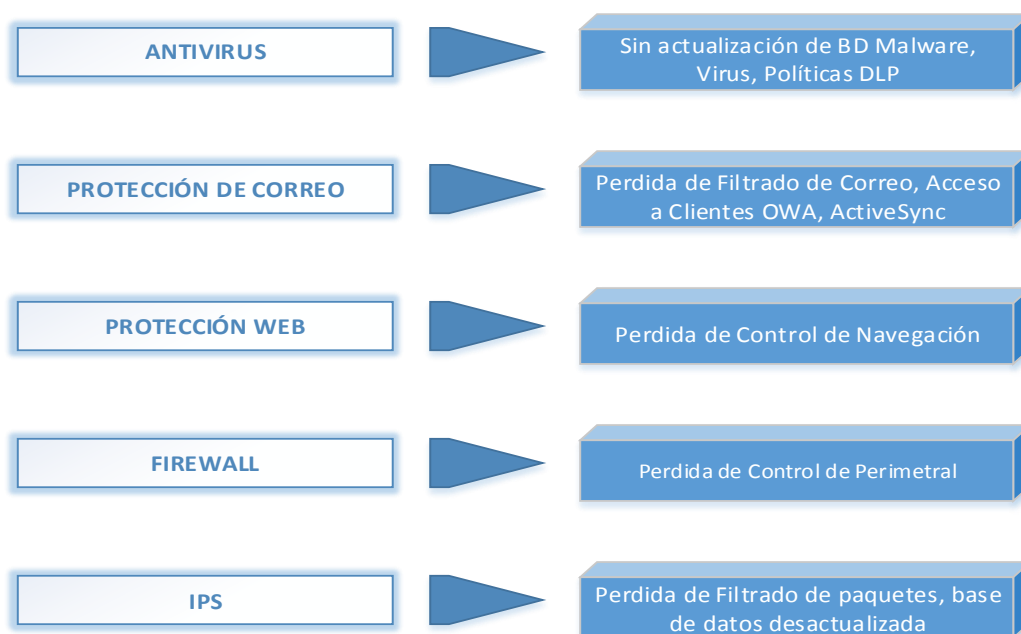 ANTIVIRUS
Sin actualización de BD Malware,
Virus, Políticas DLP
PROTECCIÓN DE CORREO
Perdida de Filtrado de Correo, Acceso
a Clientes OWA, ActiveSync
PROTECCIÓN WEB
Perdida de Control de Navegación
FIREWALL
Perdida de Control de Perimetral
IPS
Perdida de Filtrado de paquetes, base
de datos desactualizada